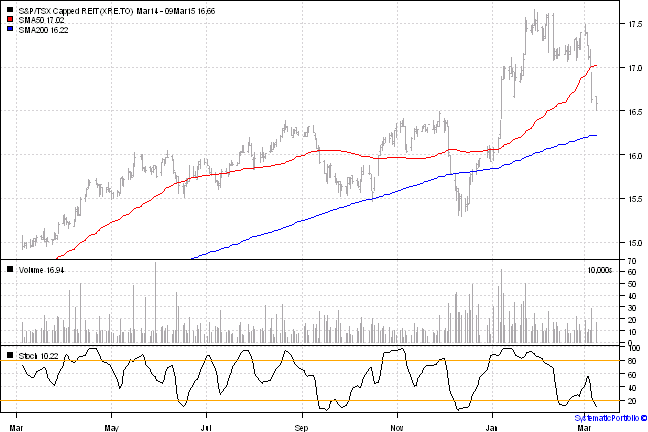 S&P/TSX Capped REIT (XRE.TO) Mar14 - 09Mar15 16.66
SMA50 17.02
SMA200 16.22
17.5
17.0
16.5
16.0
15.5
15.0
Volume 16.94
10,000s
70
60
50
40
30
20
10
0
Stoch 10.22
100
80
60
40
20
Mar May Jul Sep Nov Jan Mar
SystematicPortfolio ©